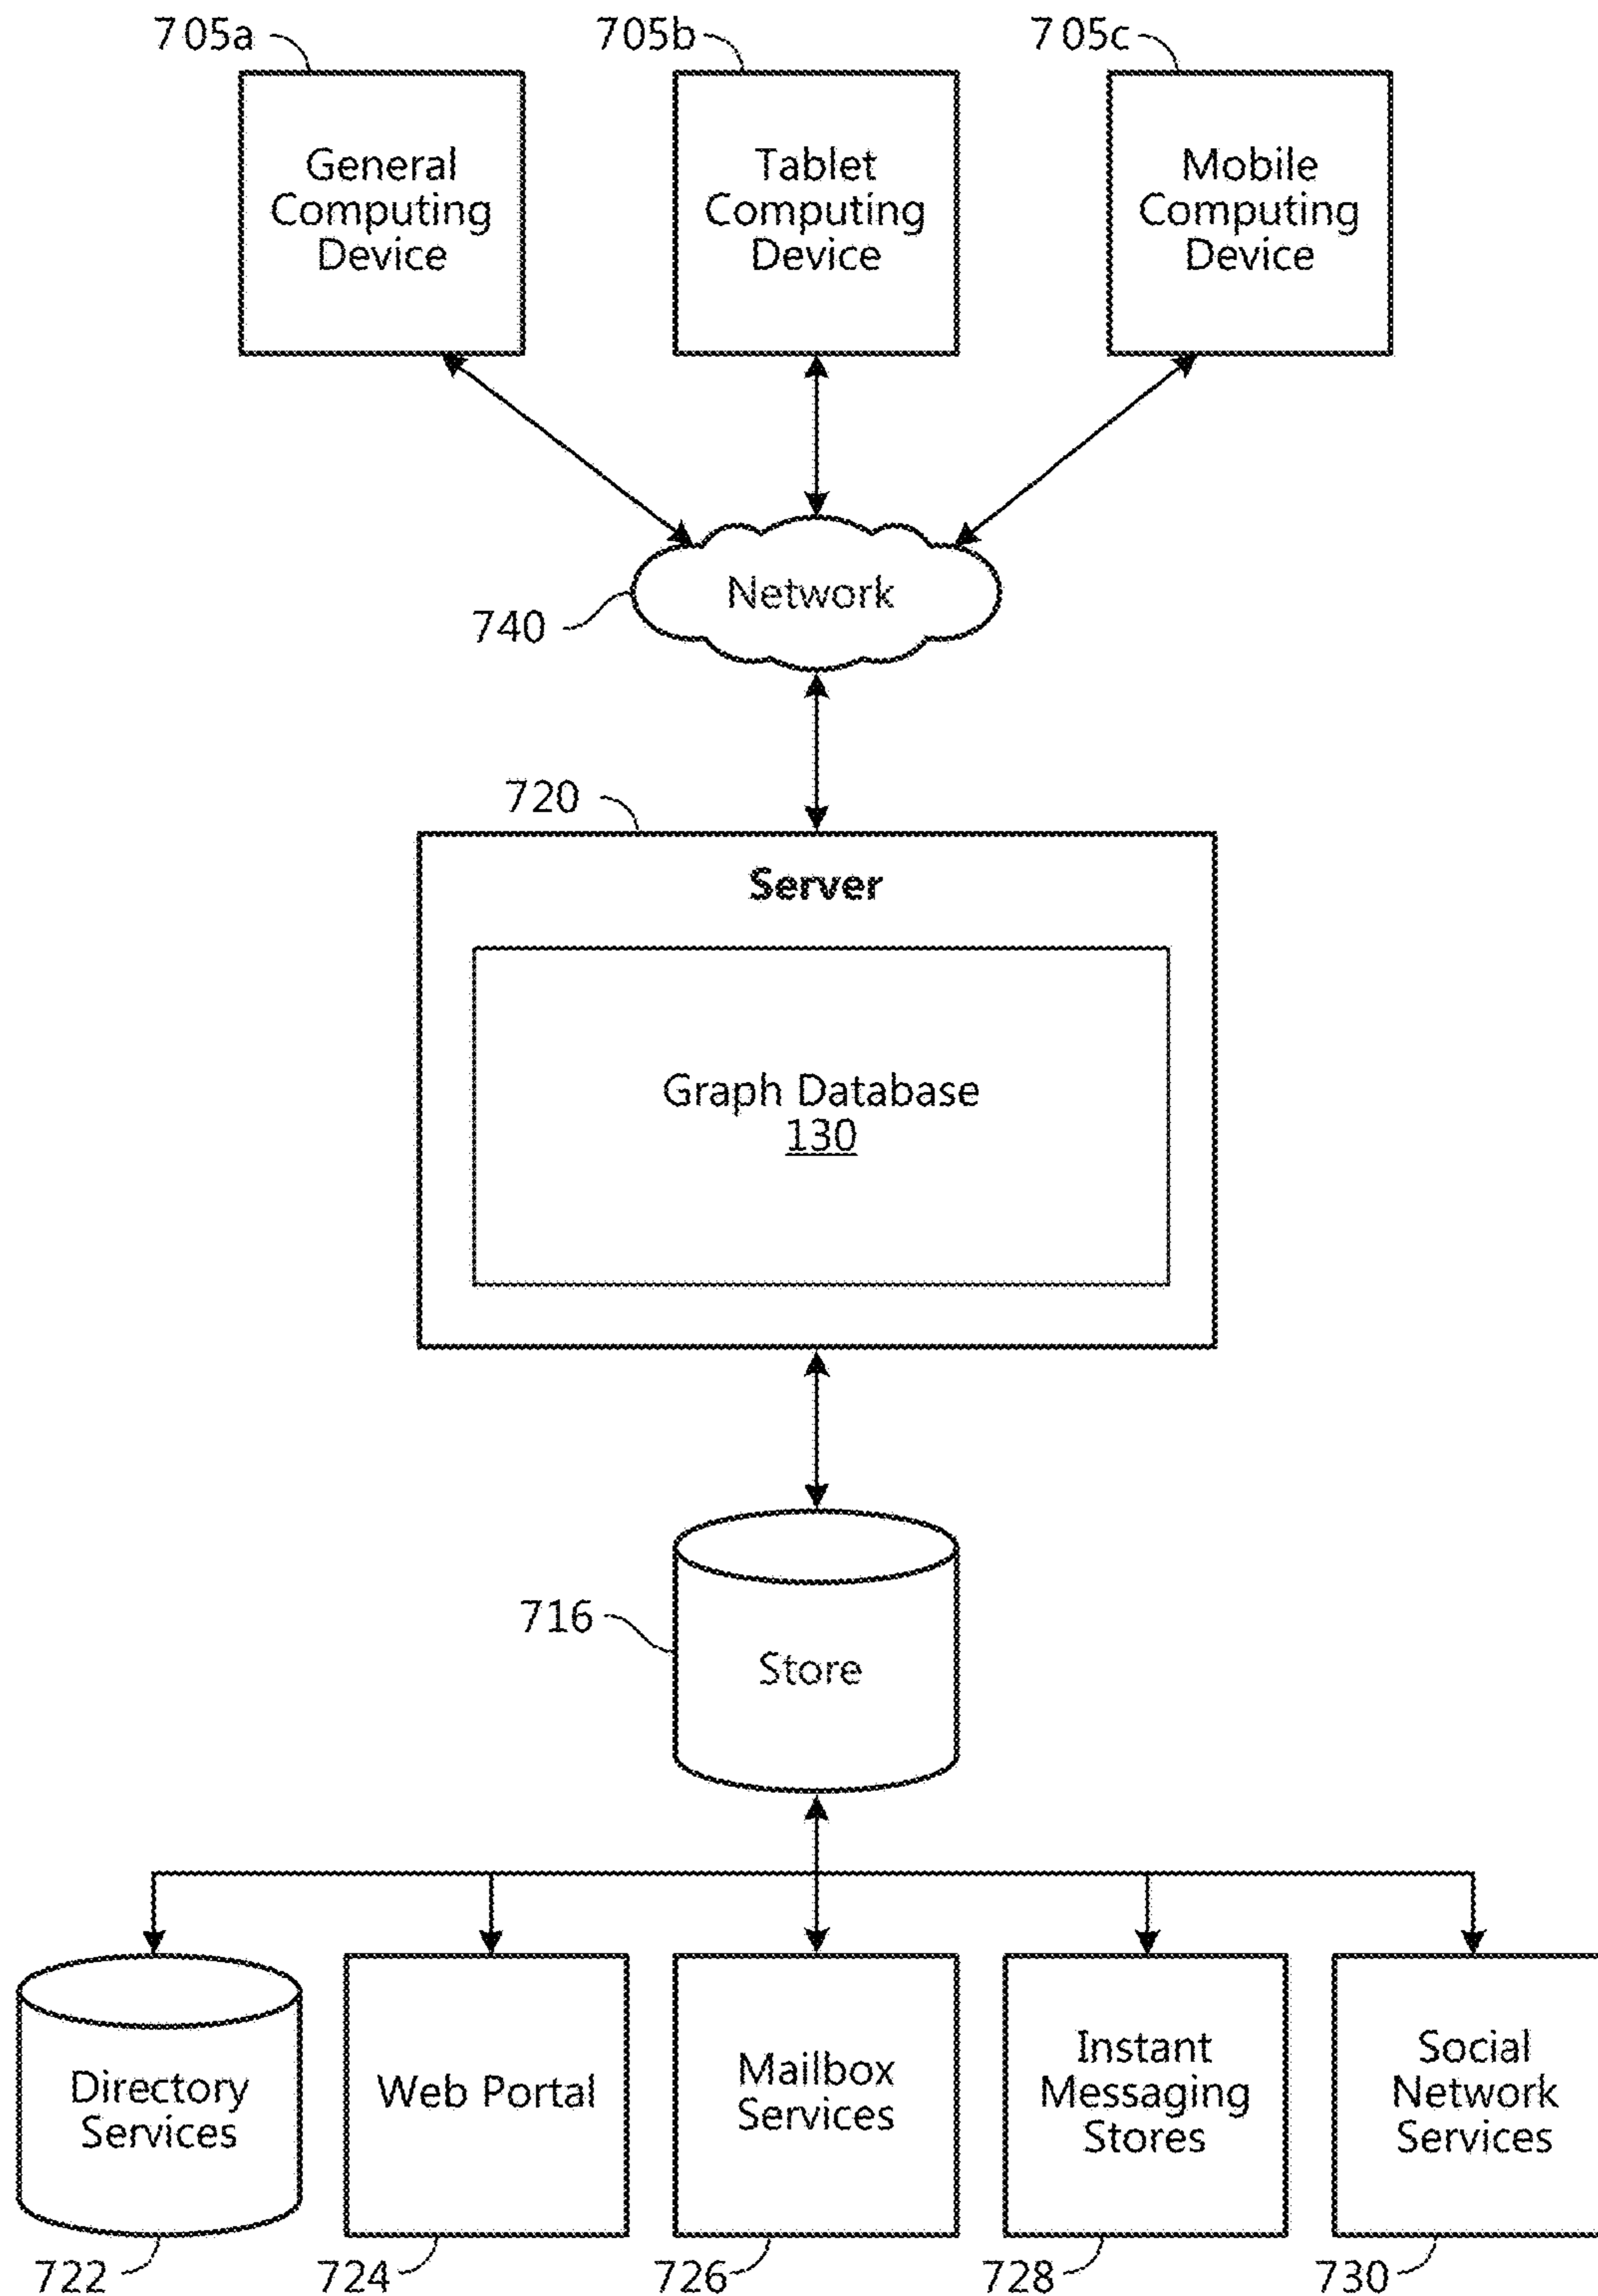 705a
705b
705c
General
Computing
Device
Tablet
Computing
Device
Mobile
Computing
Device
Network
740
720
Server
Graph Database
130
716
Store
Directory
Services
Web Portal
Mailbox
Services
Instant
Messaging
Stores
Social
Network
Services
722
724
726
728
730